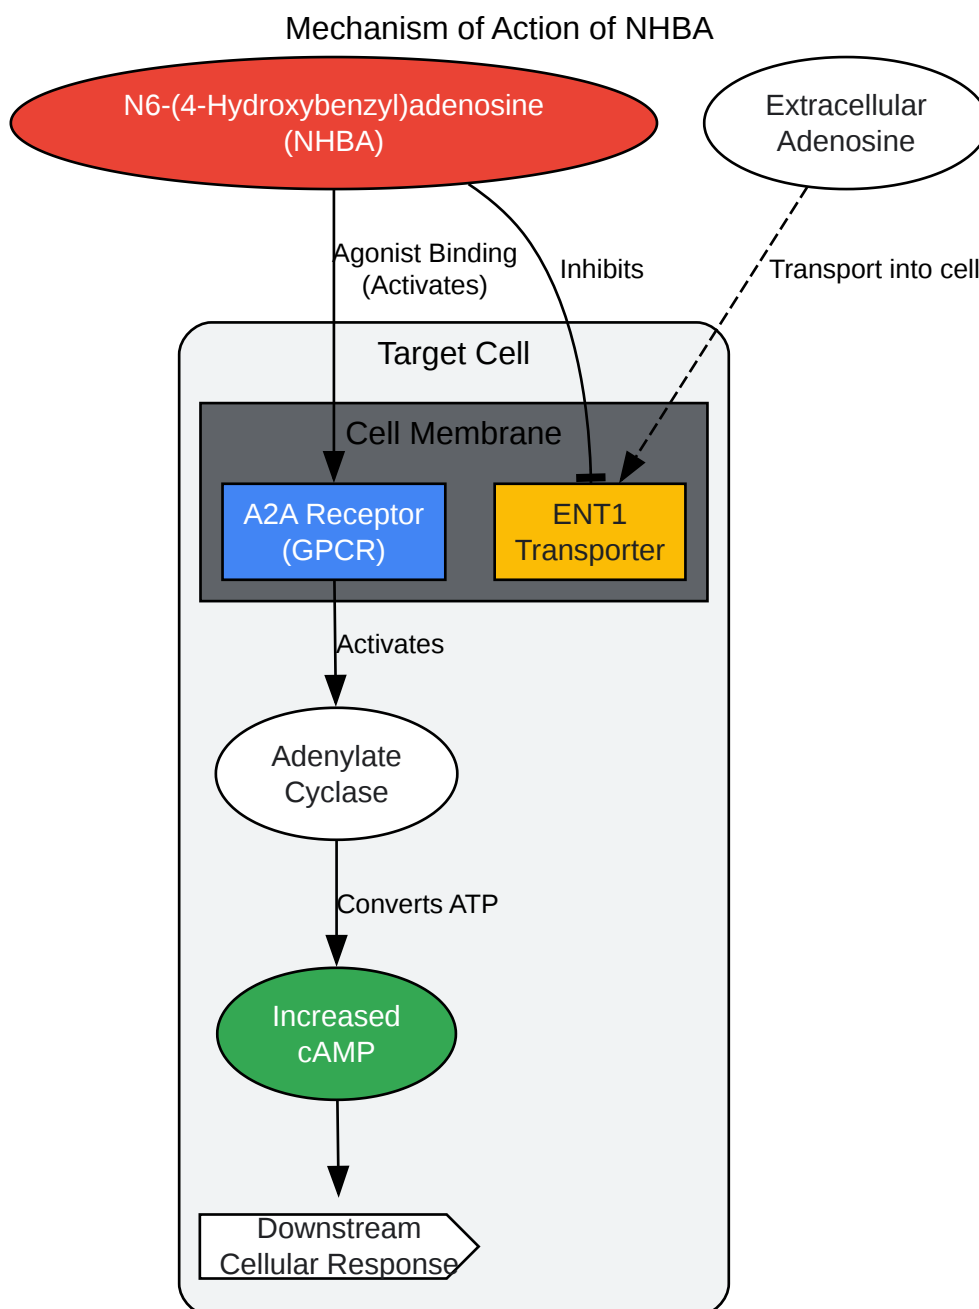 Mechanism of Action of NHBA
N6-(4-Hydroxybenzyl)adenosine
(NHBA)
Extracellular
Adenosine
Agonist Binding
(Activates)
Inhibits
Transport into cell
Target Cell
Cell Membrane
A2A Receptor
(GPCR)
ENT1
Transporter
Activates
Adenylate
Cyclase
Converts ATP
Increased
cAMP
Downstream
Cellular Response